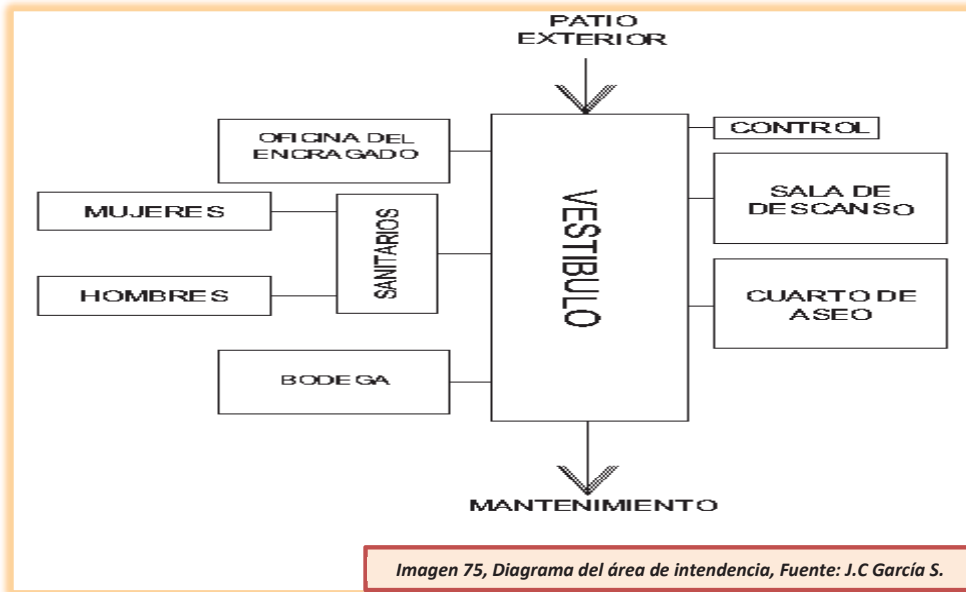 PATIO
EXTERIOR
OFICINA DEL
ENCRAGADO
CONTROL
MUJERES
SANITARIOS
VESTIBULO
SALA DE
DESCANSO
HOMBRES
CUARTO DE
ASEO
BODEGA
MANTENIMIENTO
Imagen 75, Diagrama del área de intendencia, Fuente: J.C García S.